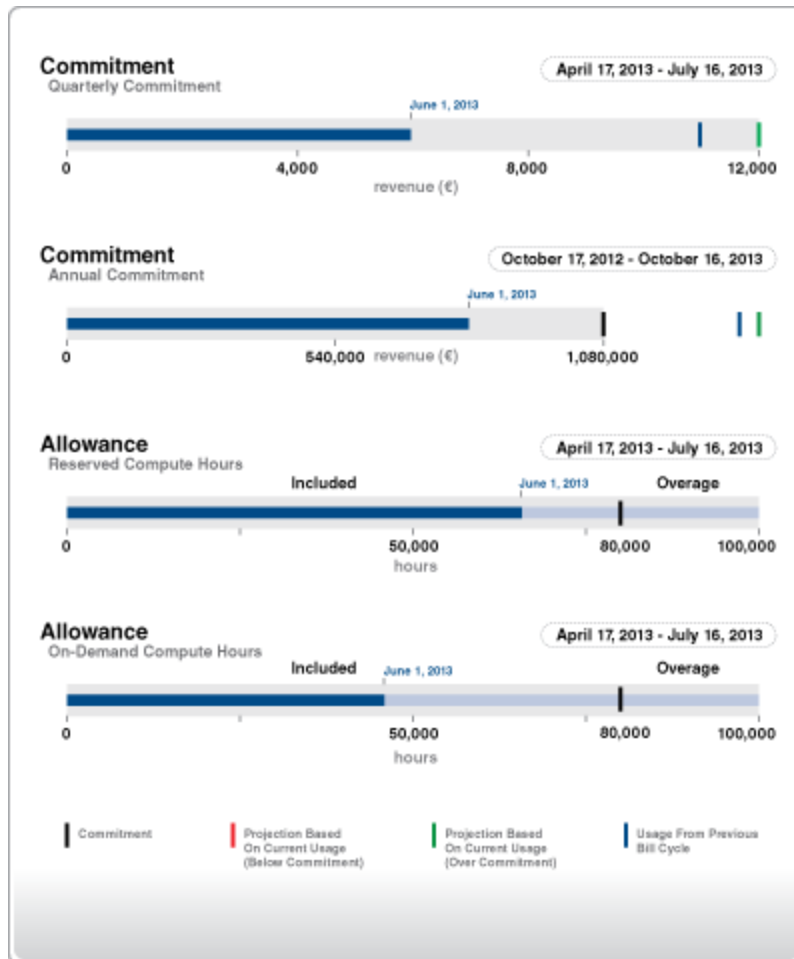 Commitment
Quarterly Commitment
April 17, 2013 - July 16, 2013
June 1, 2013
0 4,000 8,000 12,000
revenue (€)
Commitment
Annual Commitment
October 17, 2012 - October 16, 2013
June 1, 2013
0 540,000 revenue (€) 1,080,000
Allowance
Reserved Compute Hours
April 17, 2013 - July 16, 2013
Included June 1, 2013 Overage
0 50,000 80,000 100,000
hours
Allowance
On-Demand Compute Hours
April 17, 2013 - July 16, 2013
Included June 1, 2013 Overage
0 50,000 80,000 100,000
hours
Commitment
Projection Based
On Current Usage
(Below Commitment)
Projection Based
On Current Usage
(Over Commitment)
Usage From Previous
Bill Cycle